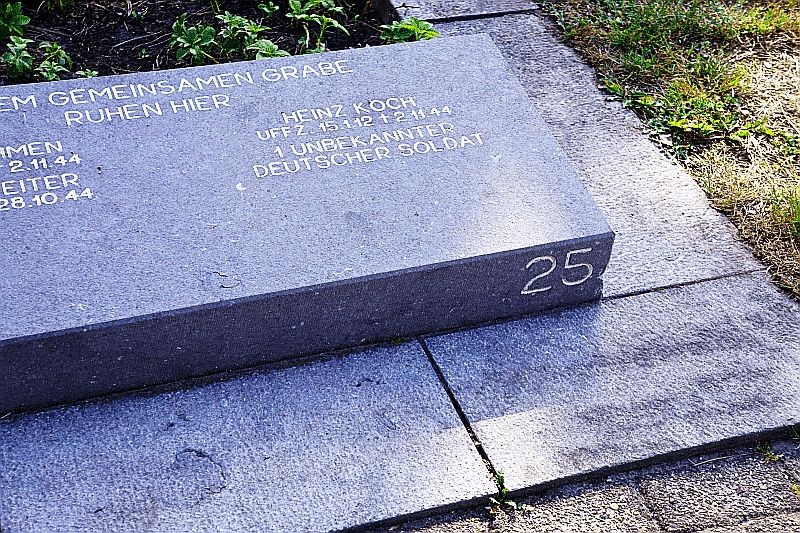 EM GEMEINSAMEN GRABE
RUHEN HIER
HMEN
2.11.44
EITER
28.10.44
HEINZ KOCH
UFFZ. 15.1.12 † 2.11.44
1 UNBEKANNTER
DEUTSCHER SOLDAT
25